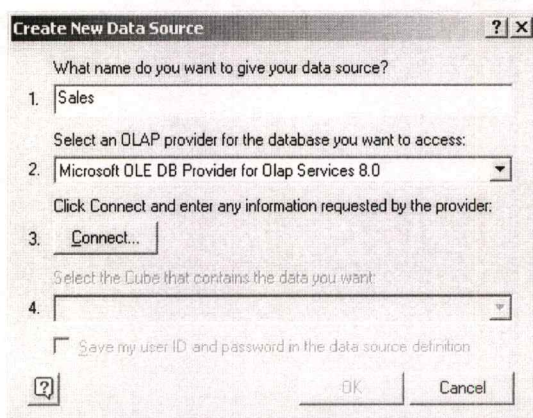 Create New Data Source ? X
What name do you want to give your data source?
1. Sales
Select an OLAP provider for the database you want to access:
2. Microsoft OLE DB Provider for Olap Services 8.0
Click Connect and enter any information requested by the provider:
3. Connect...
Select the Cube that contains the data you want:
4.
Save my user ID and password in the data source definition
? OK Cancel